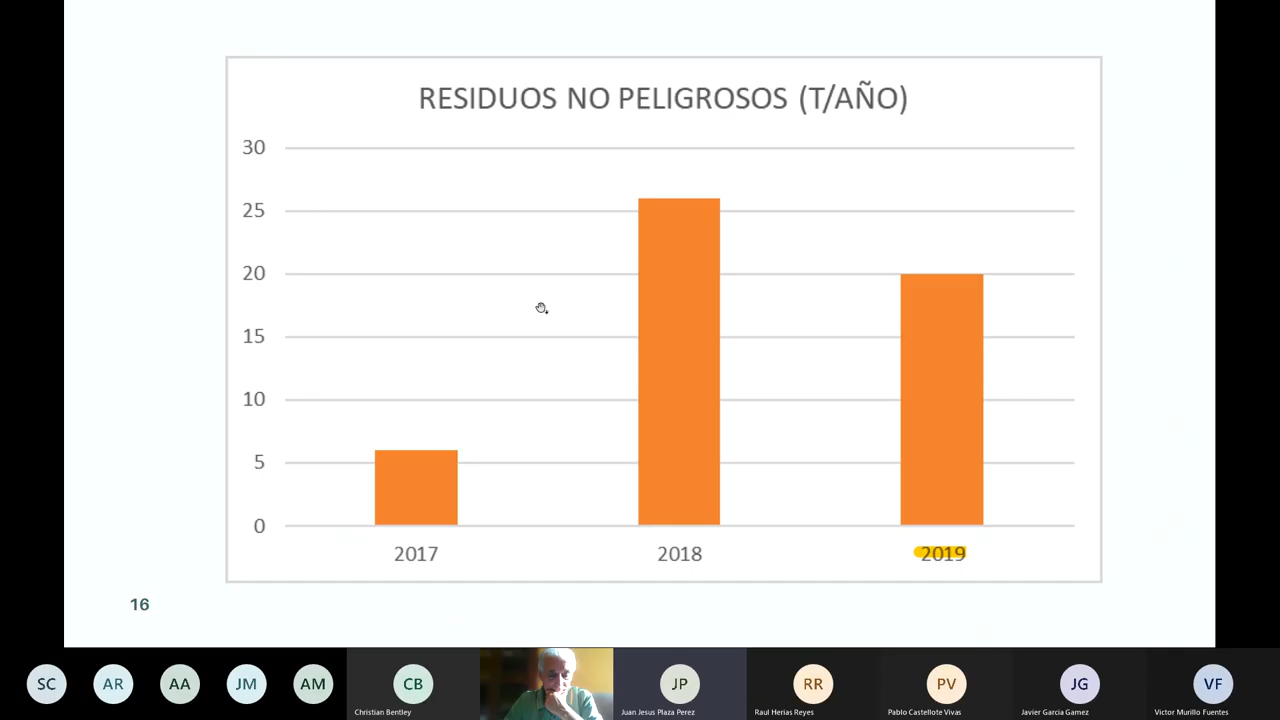 RESIDUOS NO PELIGROSOS (T/AÑO)
30
25
20
15
10
5
0
2017 2018 2019
16
SC AR AA JM AM CB JP RR PV JG VF
Christian Bentley Juan Jesus Plaza Perez Raul Herias Reyes Pablo Castellote Vivas Javier Garcia Gamez Victor Murillo Fuentes